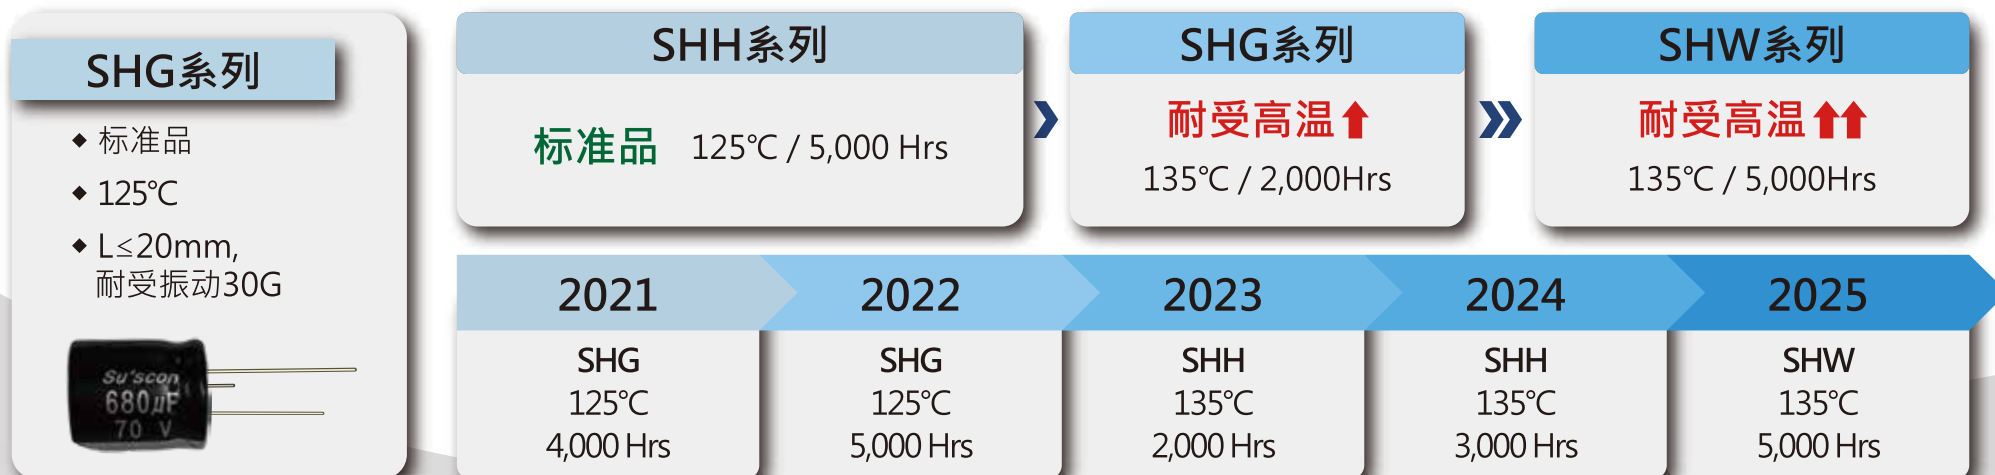 SHG系列
◆ 标准品
◆ 125℃
◆ L≤20mm,
耐受振动30G
Su'scon
680μF
70 V
SHH系列
标准品 125℃ / 5,000 Hrs
SHG系列
耐受高温
135℃ / 2,000Hrs
SHW系列
耐受高温
135℃ / 5,000Hrs
2021
SHG
125℃
4,000 Hrs
2022
SHG
125℃
5,000 Hrs
2023
SHH
135℃
2,000 Hrs
2024
SHH
135℃
3,000 Hrs
2025
SHW
135℃
5,000 Hrs